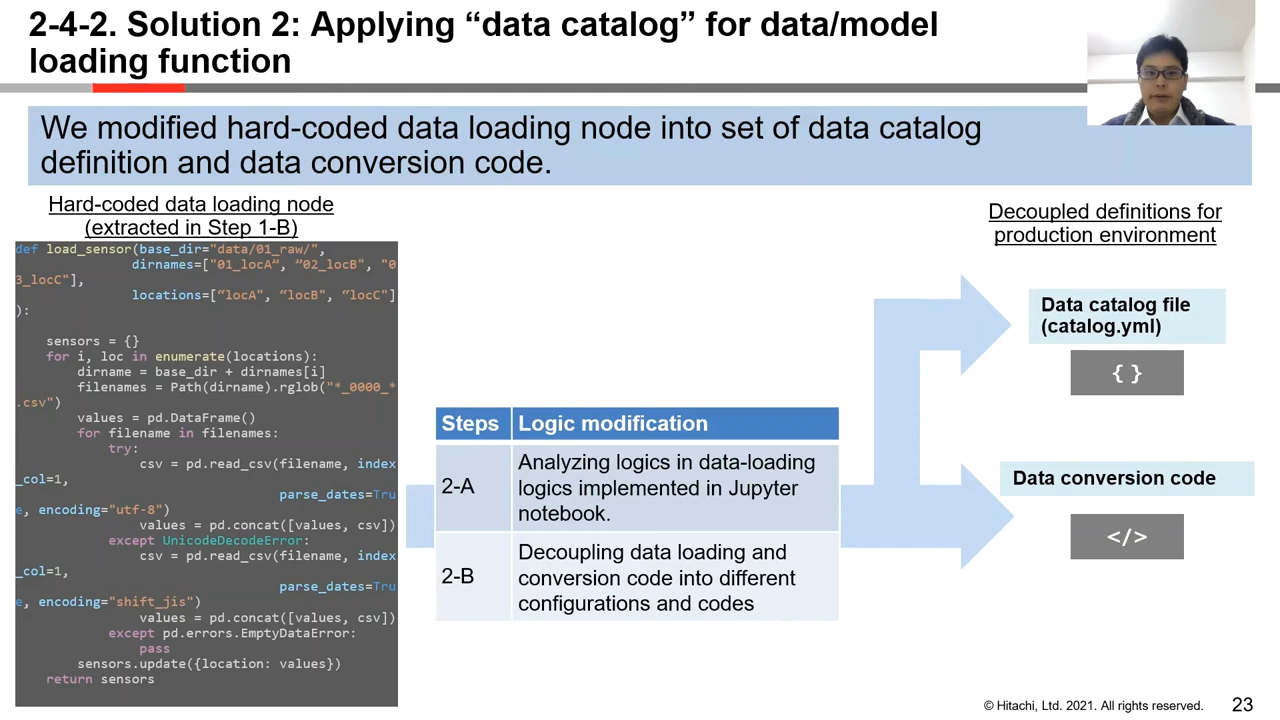 2-4-2. Solution 2: Applying “data catalog” for data/model
loading function
We modified hard-coded data loading node into set of data catalog
definition and data conversion code.
Hard-coded data loading node
(extracted in Step 1-B)
def load_sensor(base_dir="data/01_raw/",
dirnames=["01_locA”, ”02_locB", "0
3_locC"],
locations=[“locA", “locB", “locC"]
):
sensors = {}
for i, loc in enumerate(locations):
dirname = base_dir + dirnames[i]
filenames = Path(dirname).rglob("*_0000_*
.csv")
values = pd.DataFrame()
for filename in filenames:
try:
csv = pd.read_csv(filename, index
_col=1,
parse_dates=Tru
e, encoding="utf-8")
values = pd.concat([values, csv])
except UnicodeDecodeError:
csv = pd.read_csv(filename, index
_col=1,
parse_dates=Tru
e, encoding="shift_jis")
values = pd.concat([values, csv])
except pd.errors.EmptyDataError:
pass
sensors.update({location: values})
return sensors
Steps Logic modification
2-A
Analyzing logics in data-loading
logics implemented in Jupyter
notebook.
2-B
Decoupling data loading and
conversion code into different
configurations and codes
Decoupled definitions for
production environment
Data catalog file
(catalog.yml)
{ }
Data conversion code
</>
© Hitachi, Ltd. 2021. All rights reserved.
23